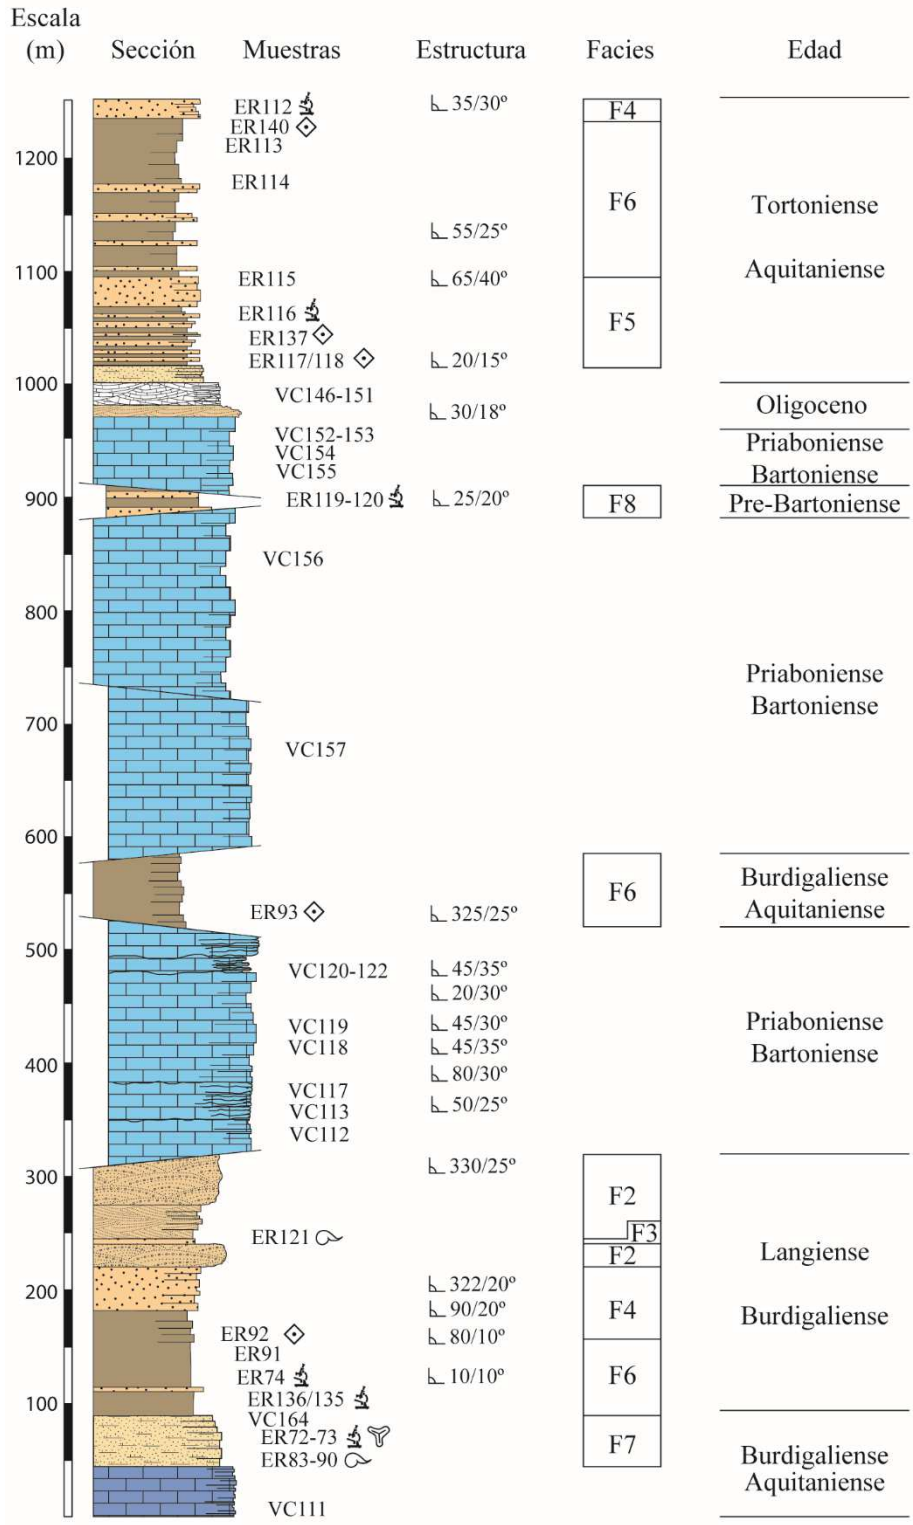 Escala
(m) Sección Muestras Estructura Facies Edad
ER112 35/30º F4
ER140
ER113
1200
ER114
F6 Tortoniense
55/25º
1100 ER115 65/40º Aquitaniense
ER116
F5
ER137
ER117/118 20/15º
1000
VC146-151
30/18º Oligoceno
VC152-153
VC154 Priaboniense
VC155 Bartoniense
900 ER119-120 25/20º F8 Pre-Bartoniense
VC156
800
Priaboniense
Bartoniense
700
VC157
600
F6 Burdigaliense
ER93 325/25º Aquitaniense
500
VC120-122 45/35º
20/30º
VC119 45/30º Priaboniense
VC118 45/35º Bartoniense
400
80/30º
VC117
VC113 50/25º
VC112
300 330/25º
F2
ER121 F3
F2 Langiense
200 322/20º
90/20º F4 Burdigaliense
ER92 80/10º
ER91
ER74 10/10º F6
ER136/135
100
VC164
ER72-73 F7
ER83-90 Burdigaliense
Aquitaniense
VC111